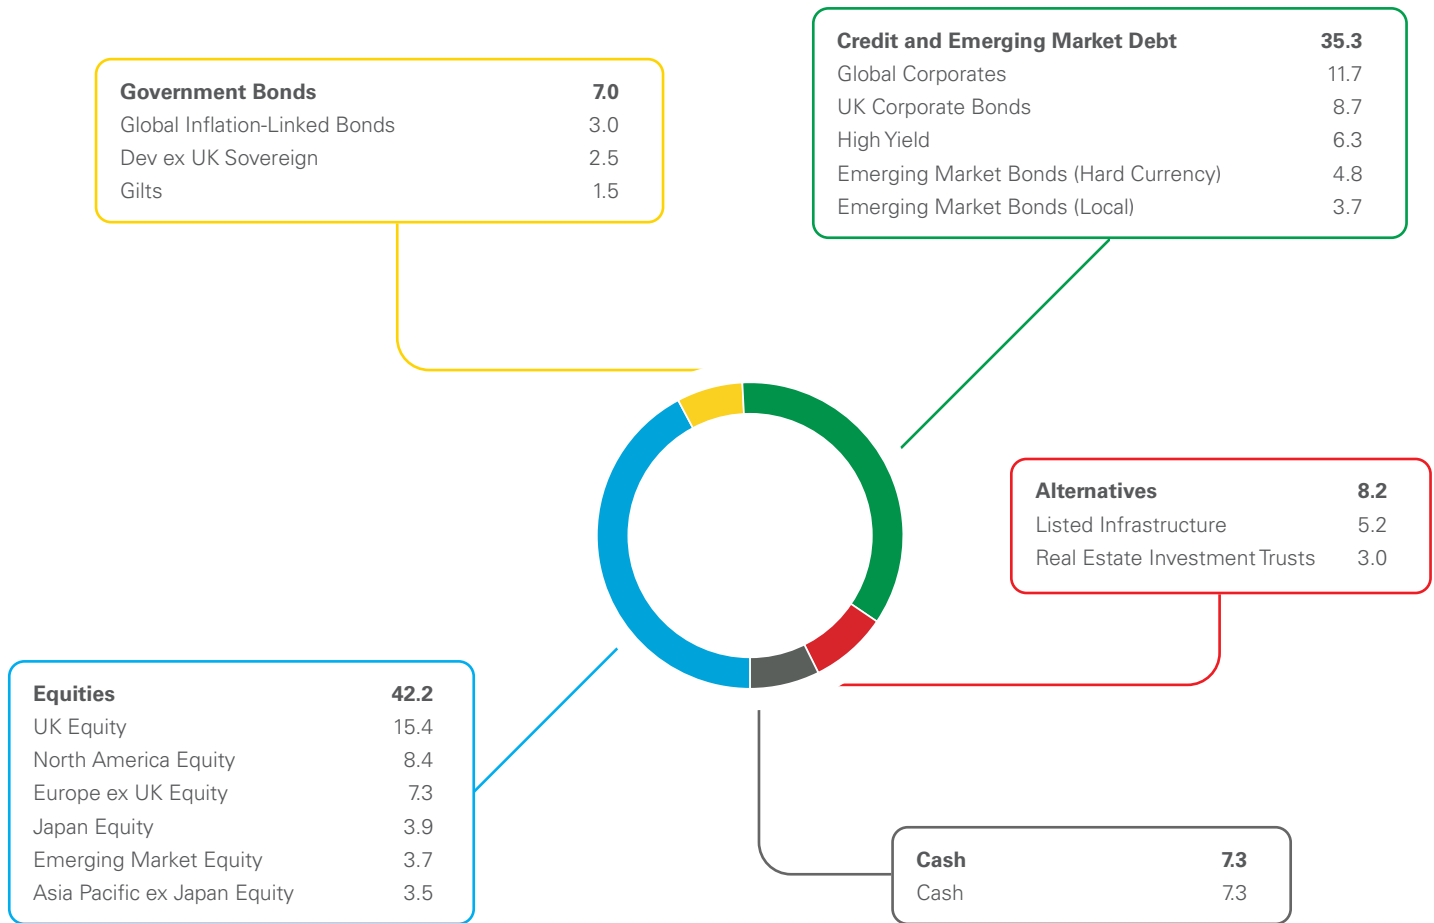 Government Bonds 7.0
Global Inflation-Linked Bonds 3.0
Dev ex UK Sovereign 2.5
Gilts 1.5
Credit and Emerging Market Debt 35.3
Global Corporates 11.7
UK Corporate Bonds 8.7
High Yield 6.3
Emerging Market Bonds (Hard Currency) 4.8
Emerging Market Bonds (Local) 3.7
Alternatives 8.2
Listed Infrastructure 5.2
Real Estate Investment Trusts 3.0
Equities 42.2
UK Equity 15.4
North America Equity 8.4
Europe ex UK Equity 7.3
Japan Equity 3.9
Emerging Market Equity 3.7
Asia Pacific ex Japan Equity 3.5
Cash 7.3
Cash 7.3